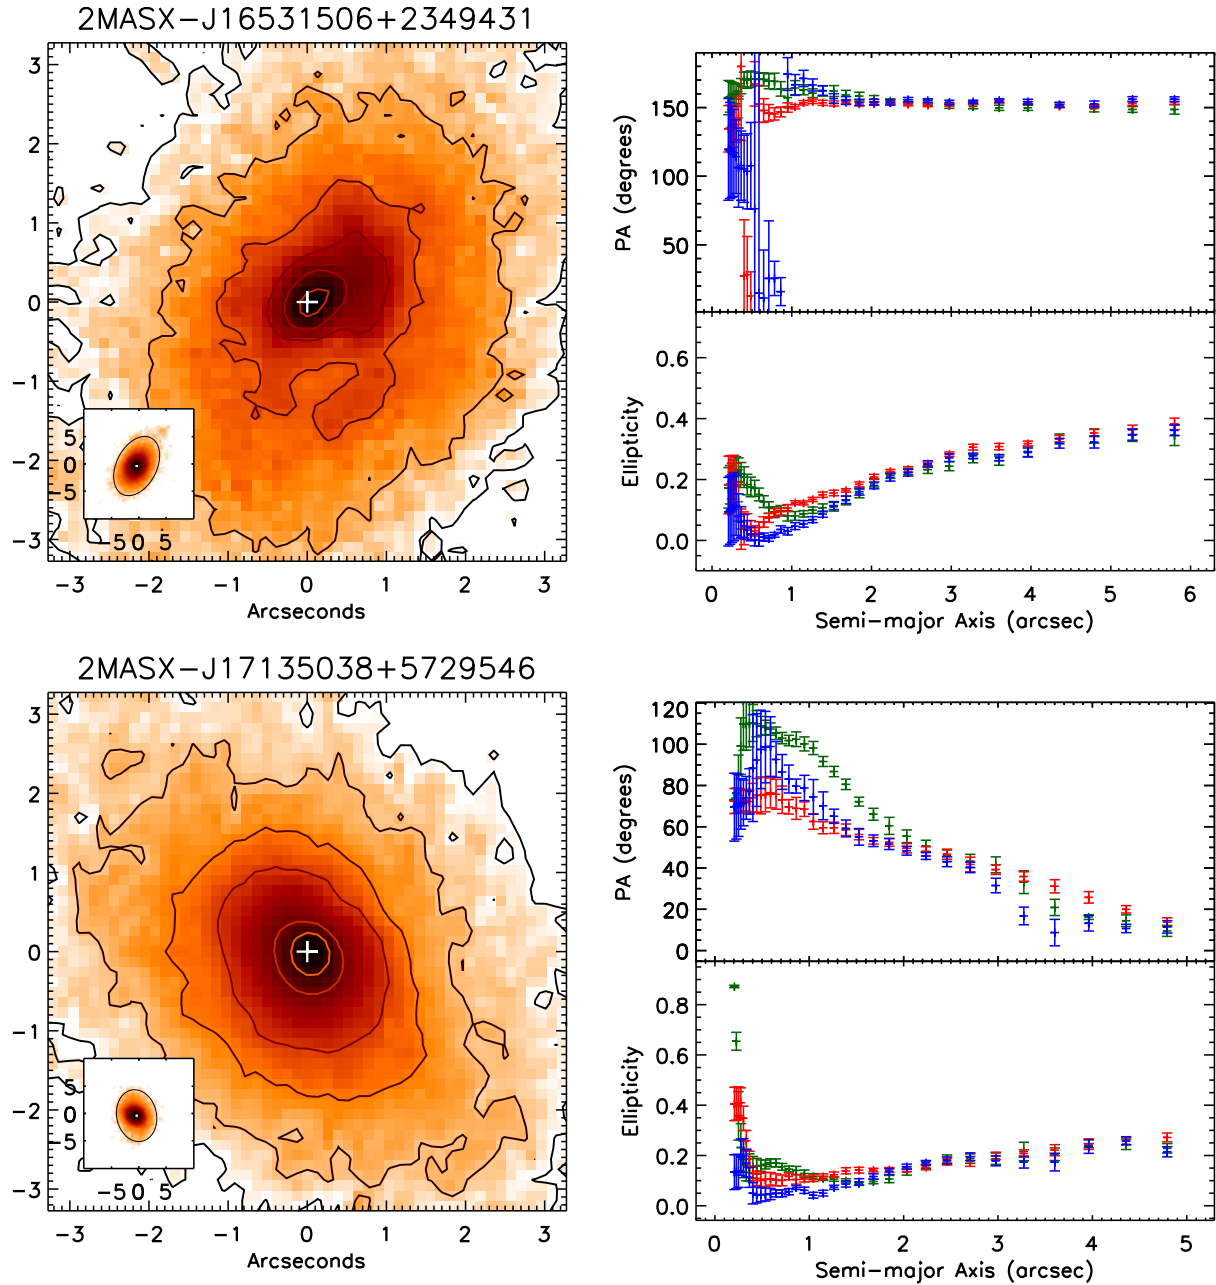 2MASX-J16531506+2349431
3
2
1
0
−1
−2
−3
5
0
−5
−5 0 5
−3 −2 −1 0 1 2 3
Arcseconds
150
100
50
PA (degrees)
0.6
0.4
0.2
0.0
Ellipticity
0 1 2 3 4 5 6
Semi-major Axis (arcsec)
2MASX-J17135038+5729546
3
2
1
0
−1
−2
−3
5
0
−5
−5 0 5
−3 −2 −1 0 1 2 3
Arcseconds
120
100
80
60
40
20
0
PA (degrees)
0.8
0.6
0.4
0.2
0.0
Ellipticity
0 1 2 3 4 5
Semi-major Axis (arcsec)